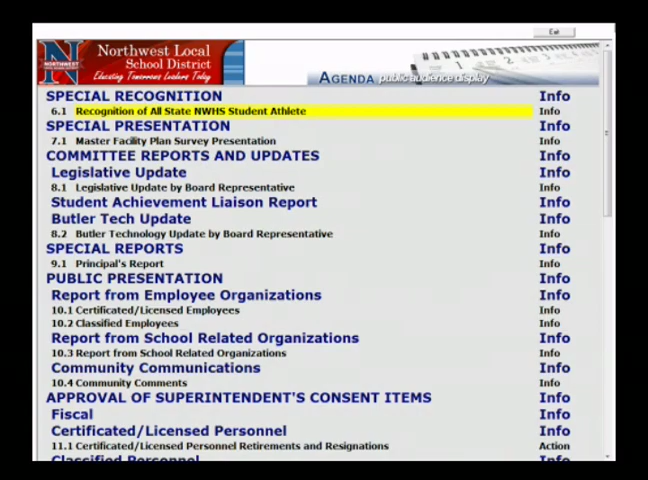 Exit
Northwest Local
School District
Educating Tomorrows Leaders Today
AGENDA public audience display
SPECIAL RECOGNITION Info
6.1 Recognition of All State NWHS Student Athlete Info
SPECIAL PRESENTATION Info
7.1 Master Facility Plan Survey Presentation Info
COMMITTEE REPORTS AND UPDATES Info
Legislative Update Info
8.1 Legislative Update by Board Representative Info
Student Achievement Liaison Report Info
Butler Tech Update Info
8.2 Butler Technology Update by Board Representative Info
SPECIAL REPORTS Info
9.1 Principal's Report Info
PUBLIC PRESENTATION Info
Report from Employee Organizations Info
10.1 Certificated/Licensed Employees Info
10.2 Classified Employees Info
Report from School Related Organizations Info
10.3 Report from School Related Organizations Info
Community Communications Info
10.4 Community Comments Info
APPROVAL OF SUPERINTENDENT'S CONSENT ITEMS Info
Fiscal Info
Certificated/Licensed Personnel Info
11.1 Certificated/Licensed Personnel Retirements and Resignations Action
Classified Personnel Info